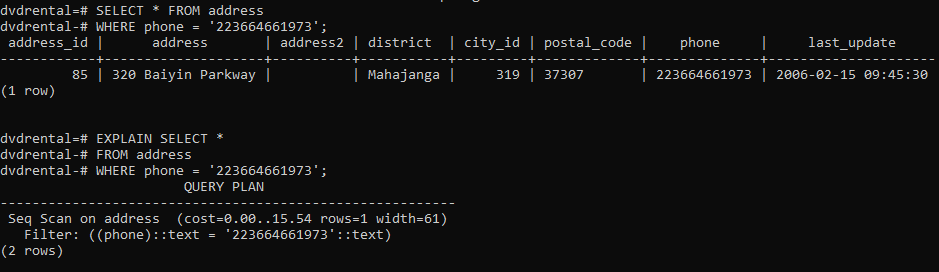 dvdrental=# SELECT * FROM address
dvdrental-# WHERE phone = '223664661973';
 address_id |      address       | address2 | district  | city_id | postal_code |    phone     |     last_update
------------+--------------------+----------+-----------+---------+-------------+--------------+---------------------
         85 | 320 Baiyin Parkway |          | Mahajanga |     319 | 37307       | 223664661973 | 2006-02-15 09:45:30
(1 row)
dvdrental=# EXPLAIN SELECT *
dvdrental-# FROM address
dvdrental-# WHERE phone = '223664661973';
                       QUERY PLAN
---------------------------------------------------------
 Seq Scan on address  (cost=0.00..15.54 rows=1 width=61)
   Filter: ((phone)::text = '223664661973'::text)
(2 rows)